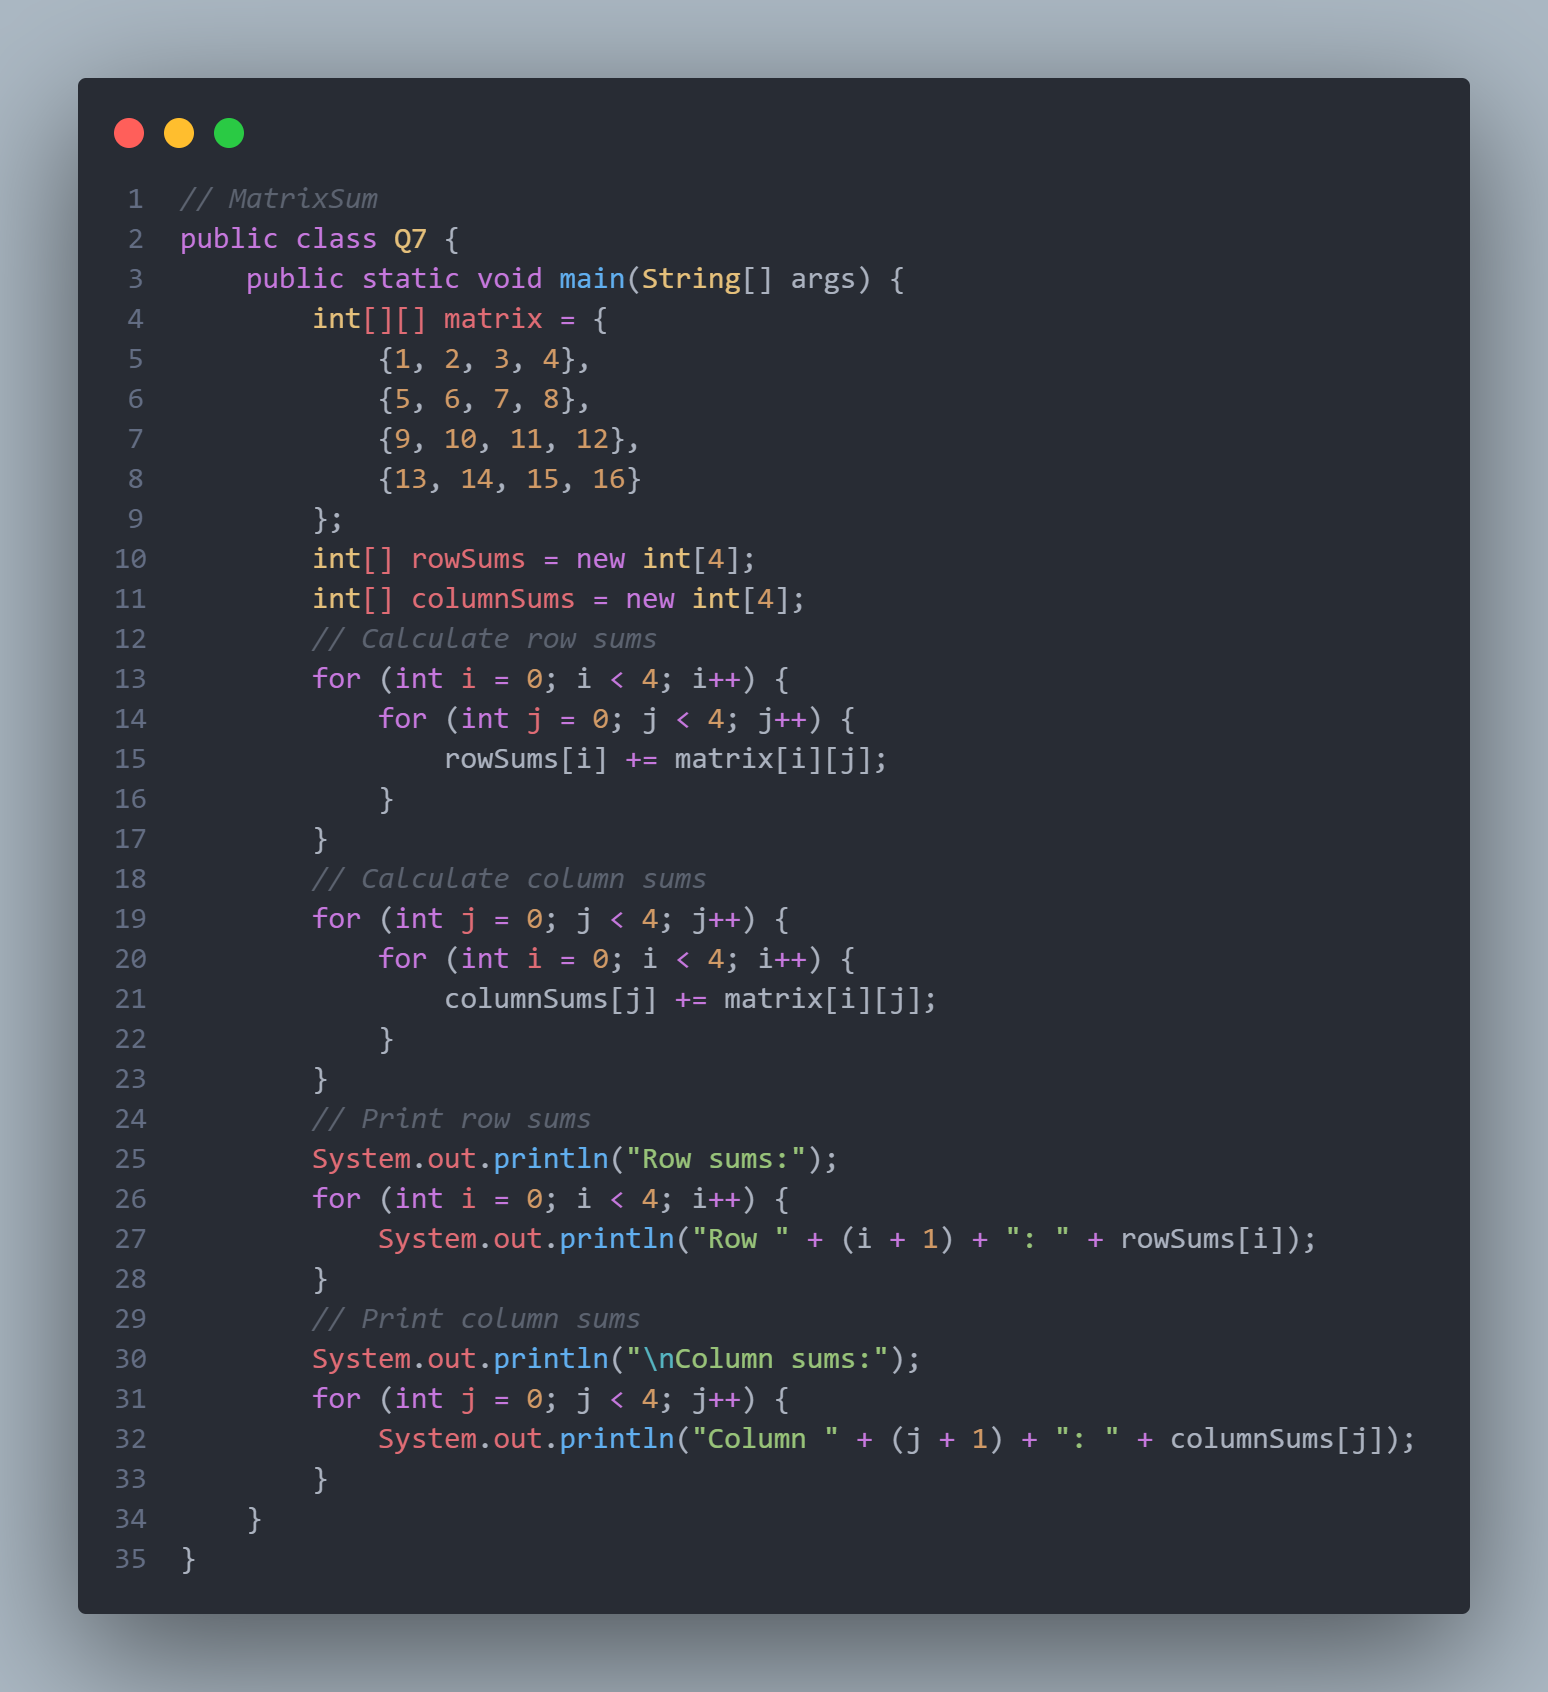 1 // MatrixSum
2 public class Q7 {
3     public static void main(String[] args) {
4         int[][] matrix = {
5             {1, 2, 3, 4},
6             {5, 6, 7, 8},
7             {9, 10, 11, 12},
8             {13, 14, 15, 16}
9         };
10         int[] rowSums = new int[4];
11         int[] columnSums = new int[4];
12         // Calculate row sums
13         for (int i = 0; i < 4; i++) {
14             for (int j = 0; j < 4; j++) {
15                 rowSums[i] += matrix[i][j];
16             }
17         }
18         // Calculate column sums
19         for (int j = 0; j < 4; j++) {
20             for (int i = 0; i < 4; i++) {
21                 columnSums[j] += matrix[i][j];
22             }
23         }
24         // Print row sums
25         System.out.println("Row sums:");
26         for (int i = 0; i < 4; i++) {
27             System.out.println("Row " + (i + 1) + ": " + rowSums[i]);
28         }
29         // Print column sums
30         System.out.println("\nColumn sums:");
31         for (int j = 0; j < 4; j++) {
32             System.out.println("Column " + (j + 1) + ": " + columnSums[j]);
33         }
34     }
35 }